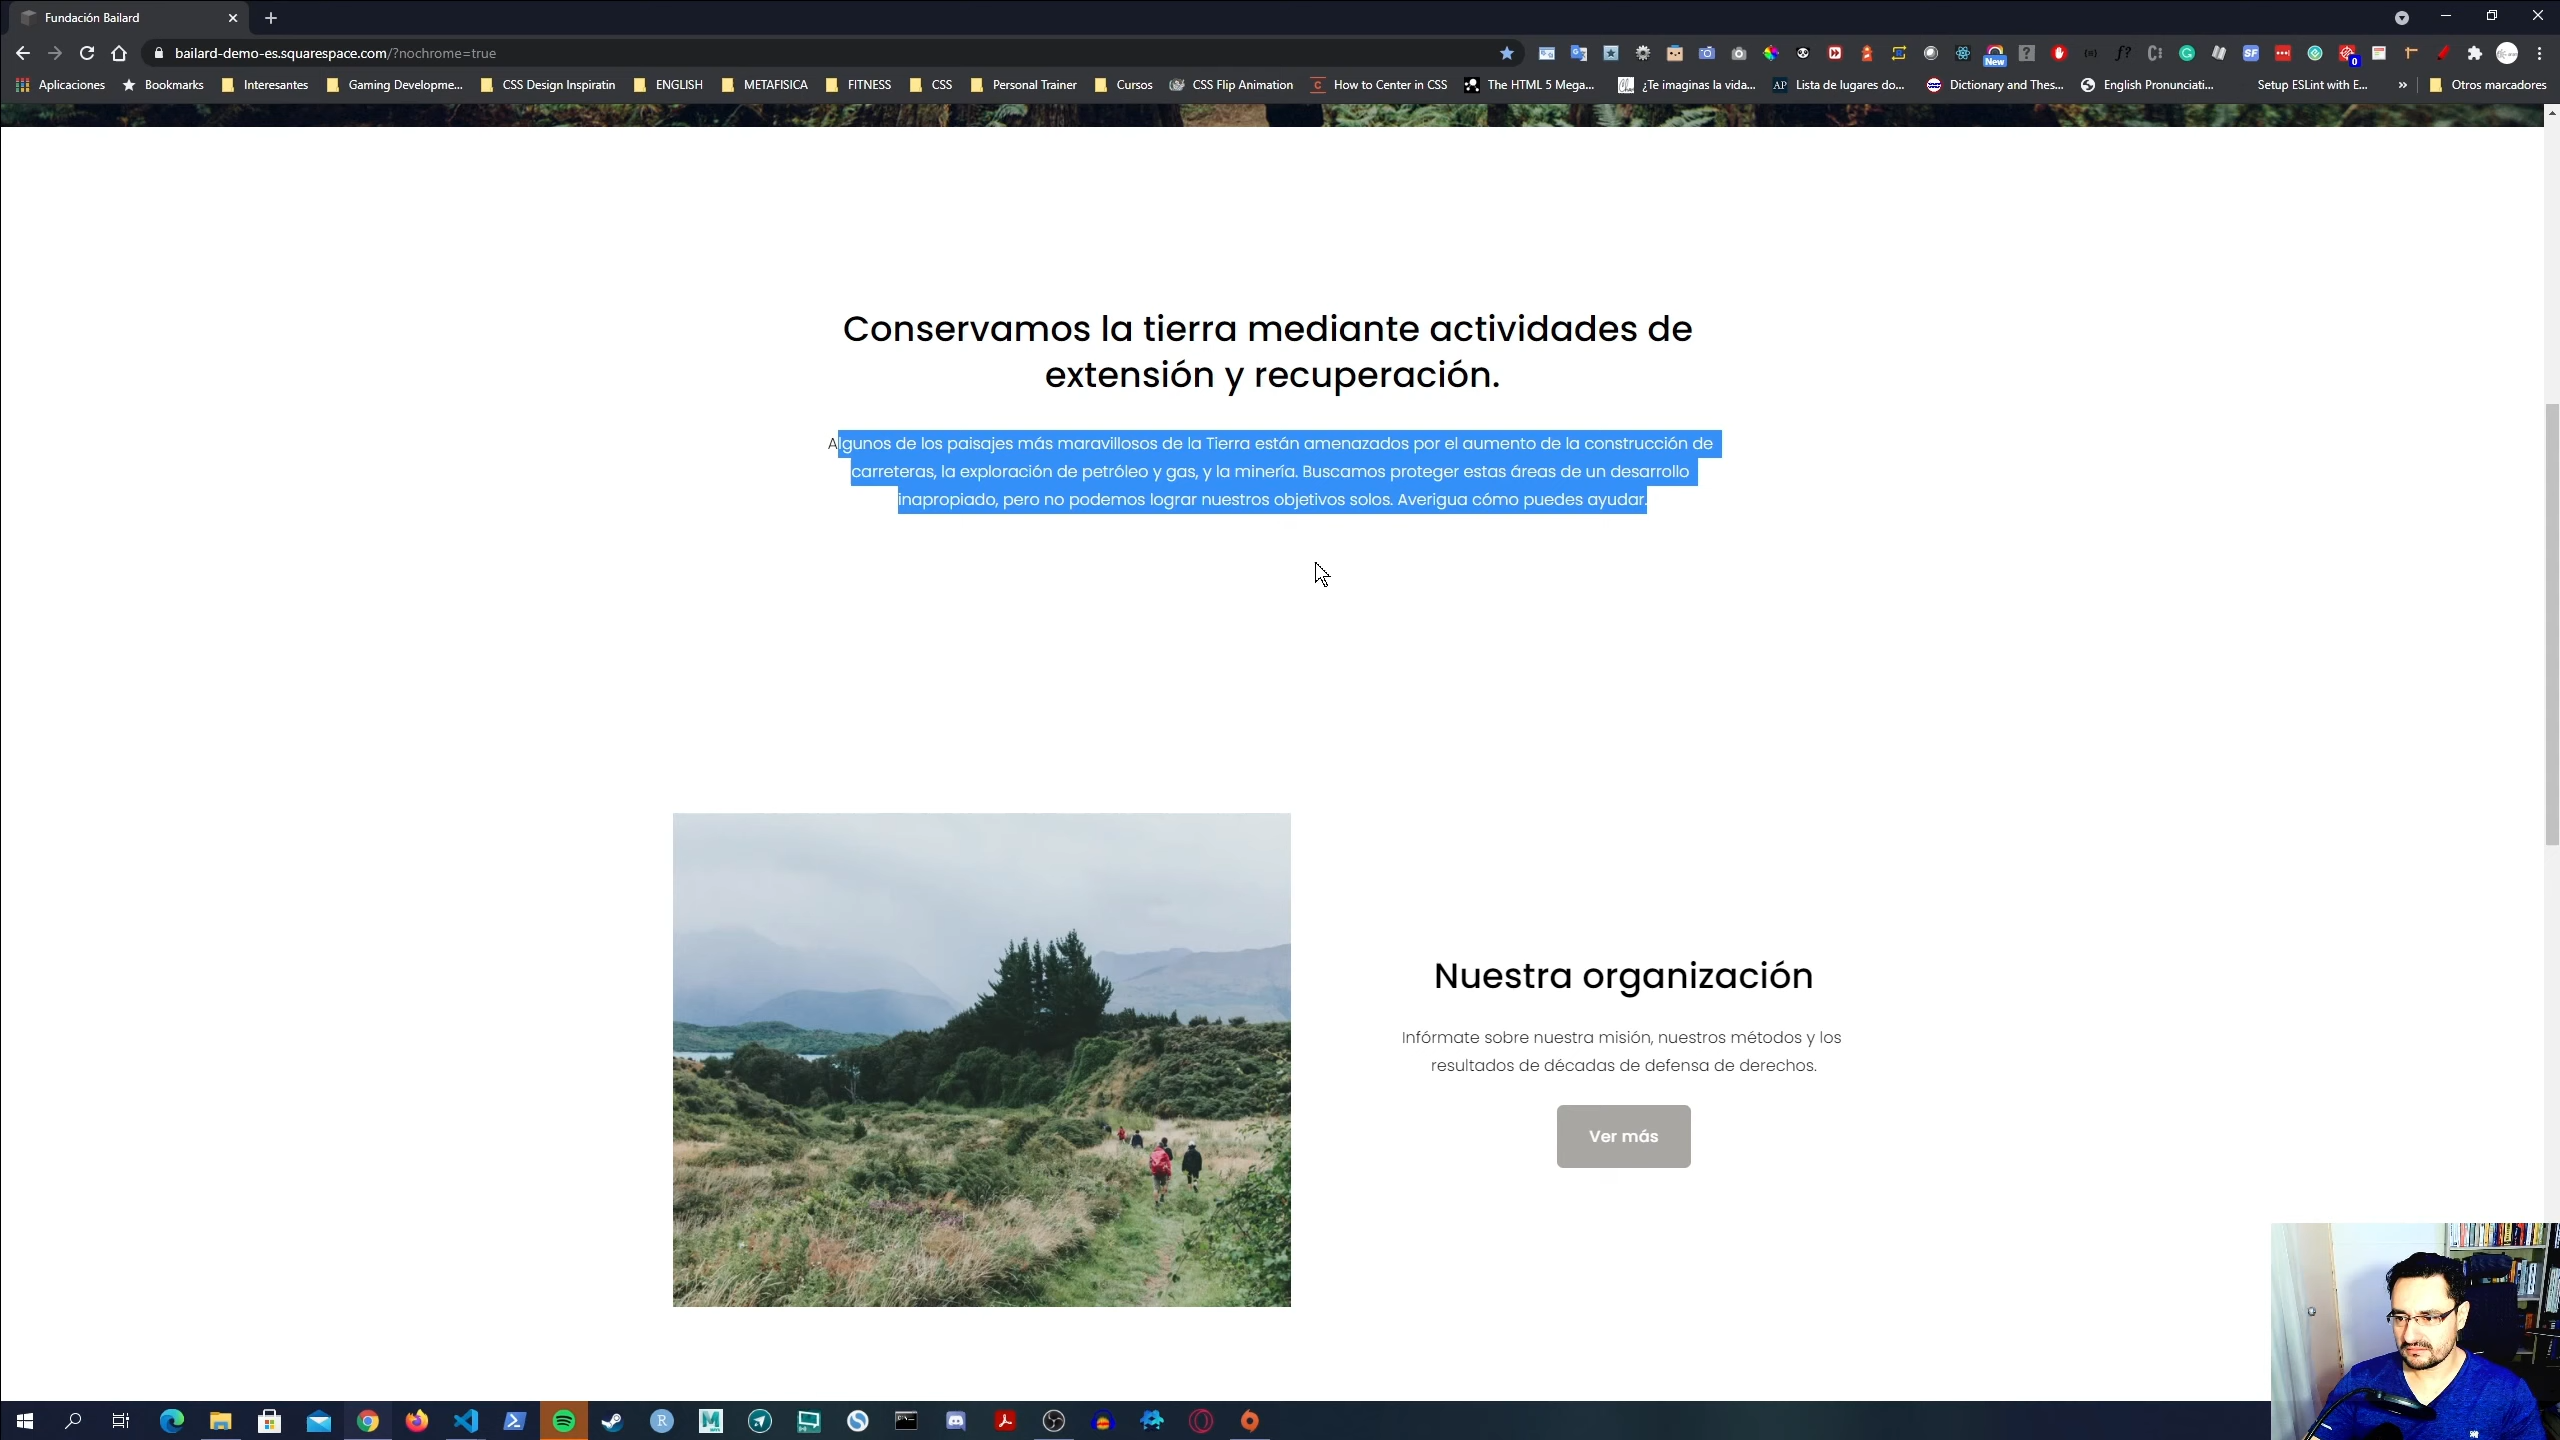 Fundación Bailard
bailard-demo-es.squarespace.com/?nochrome=true
New
0
Aplicaciones
Bookmarks
Interesantes
Gaming Developme...
CSS Design Inspiratin
ENGLISH
METAFISICA
FITNESS
CSS
Personal Trainer
Cursos
CSS Flip Animation
How to Center in CSS
The HTML 5 Mega...
¿Te imaginas la vida...
Lista de lugares do...
Dictionary and Thes...
English Pronunciati...
Setup ESLint with E...
»
Otros marcadores
Conservamos la tierra mediante actividades de
extensión y recuperación.
Algunos de los paisajes más maravillosos de la Tierra están amenazados por el aumento de la construcción de
carreteras, la exploración de petróleo y gas, y la minería. Buscamos proteger estas áreas de un desarrollo
inapropiado, pero no podemos lograr nuestros objetivos solos. Averigua cómo puedes ayudar.
Nuestra organización
Infórmate sobre nuestra misión, nuestros métodos y los
resultados de décadas de defensa de derechos.
Ver más